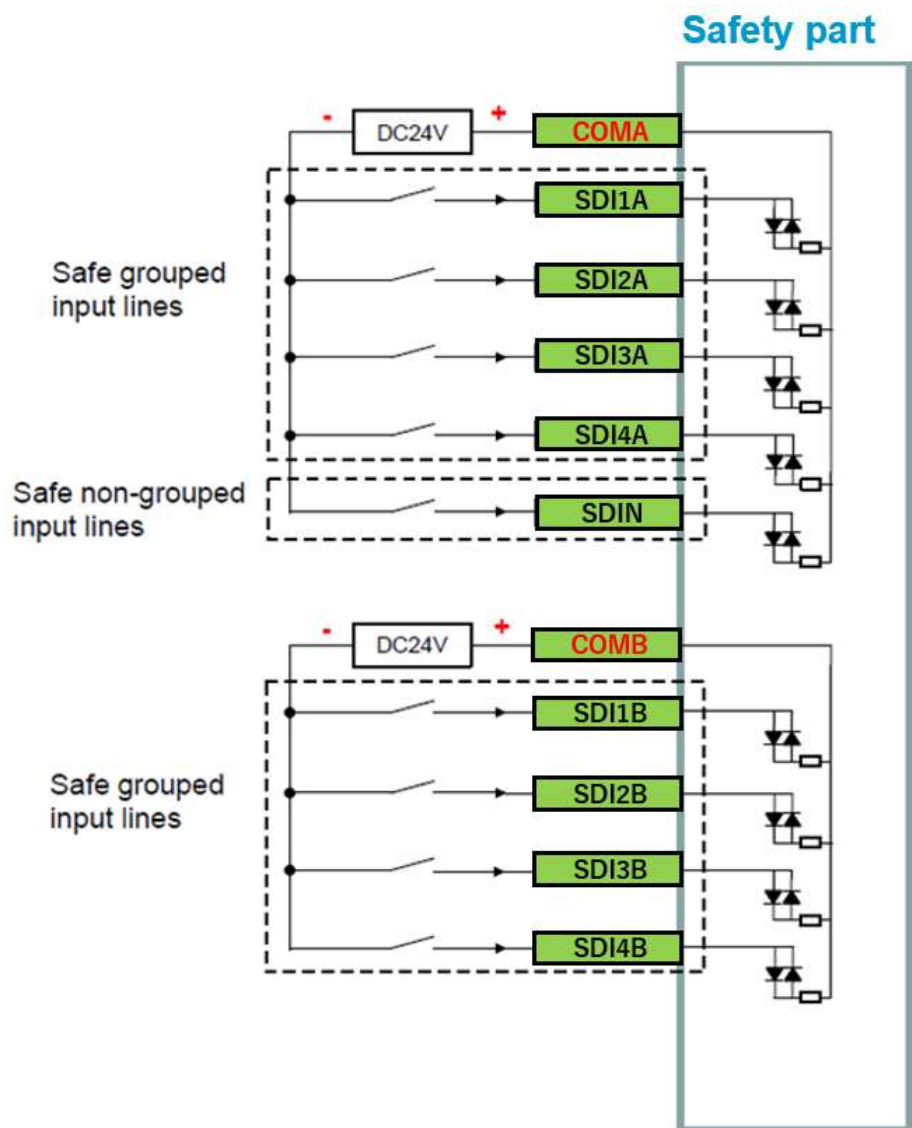 Safety part
- DC24V + COMA
SDI1A
Safe grouped
input lines
SDI2A
SDI3A
SDI4A
Safe non-grouped
input lines
SDIN
- DC24V + COMB
SDI1B
Safe grouped
input lines
SDI2B
SDI3B
SDI4B